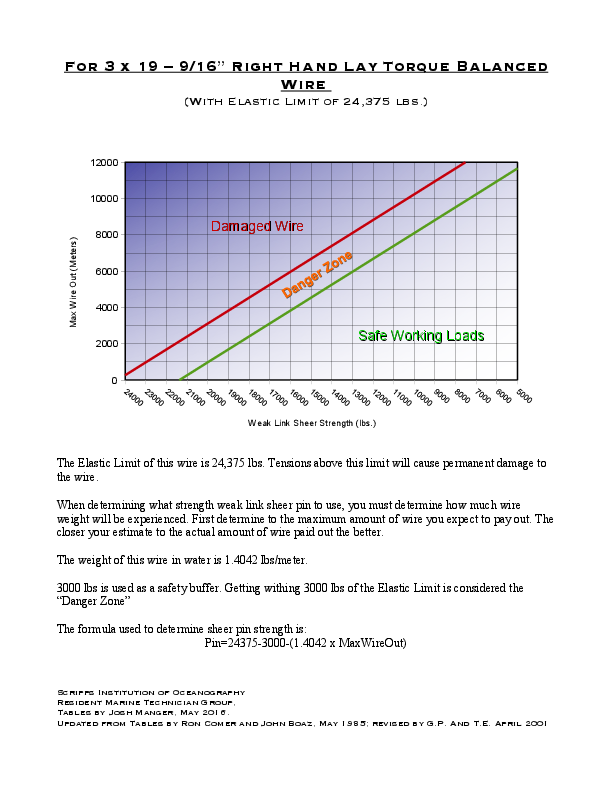 For 3 x 19 – 9/16” Right Hand Lay Torque Balanced
Wire
(With Elastic Limit of 24,375 lbs.)
12000
10000
8000
6000
4000
2000
0
Max Wire Out (Meters)
Damaged Wire
Danger Zone
Safe Working Loads
24000 23000 22000 21000 20000 19000 18000 17000 16000 15000 14000 13000 12000 11000 10000 9000 8000 7000 6000 5000
Weak Link Sheer Strength (lbs.)
The Elastic Limit of this wire is 24,375 lbs. Tensions above this limit will cause permanent damage to
the wire.
When determining what strength weak link sheer pin to use, you must determine how much wire
weight will be experienced. First determine to the maximum amount of wire you expect to pay out. The
closer your estimate to the actual amount of wire paid out the better.
The weight of this wire in water is 1.4042 lbs/meter.
3000 lbs is used as a safety buffer. Getting withing 3000 lbs of the Elastic Limit is considered the
“Danger Zone”
The formula used to determine sheer pin strength is:
Pin=24375-3000-(1.4042 x MaxWireOut)
Scripps Institution of Oceanography
Resident Marine Technician Group,
Tables by Josh Manger, May 2016.
Updated from Tables by Ron Comer and John Boaz, May 1985; revised by G.P. And T.E. April 2001